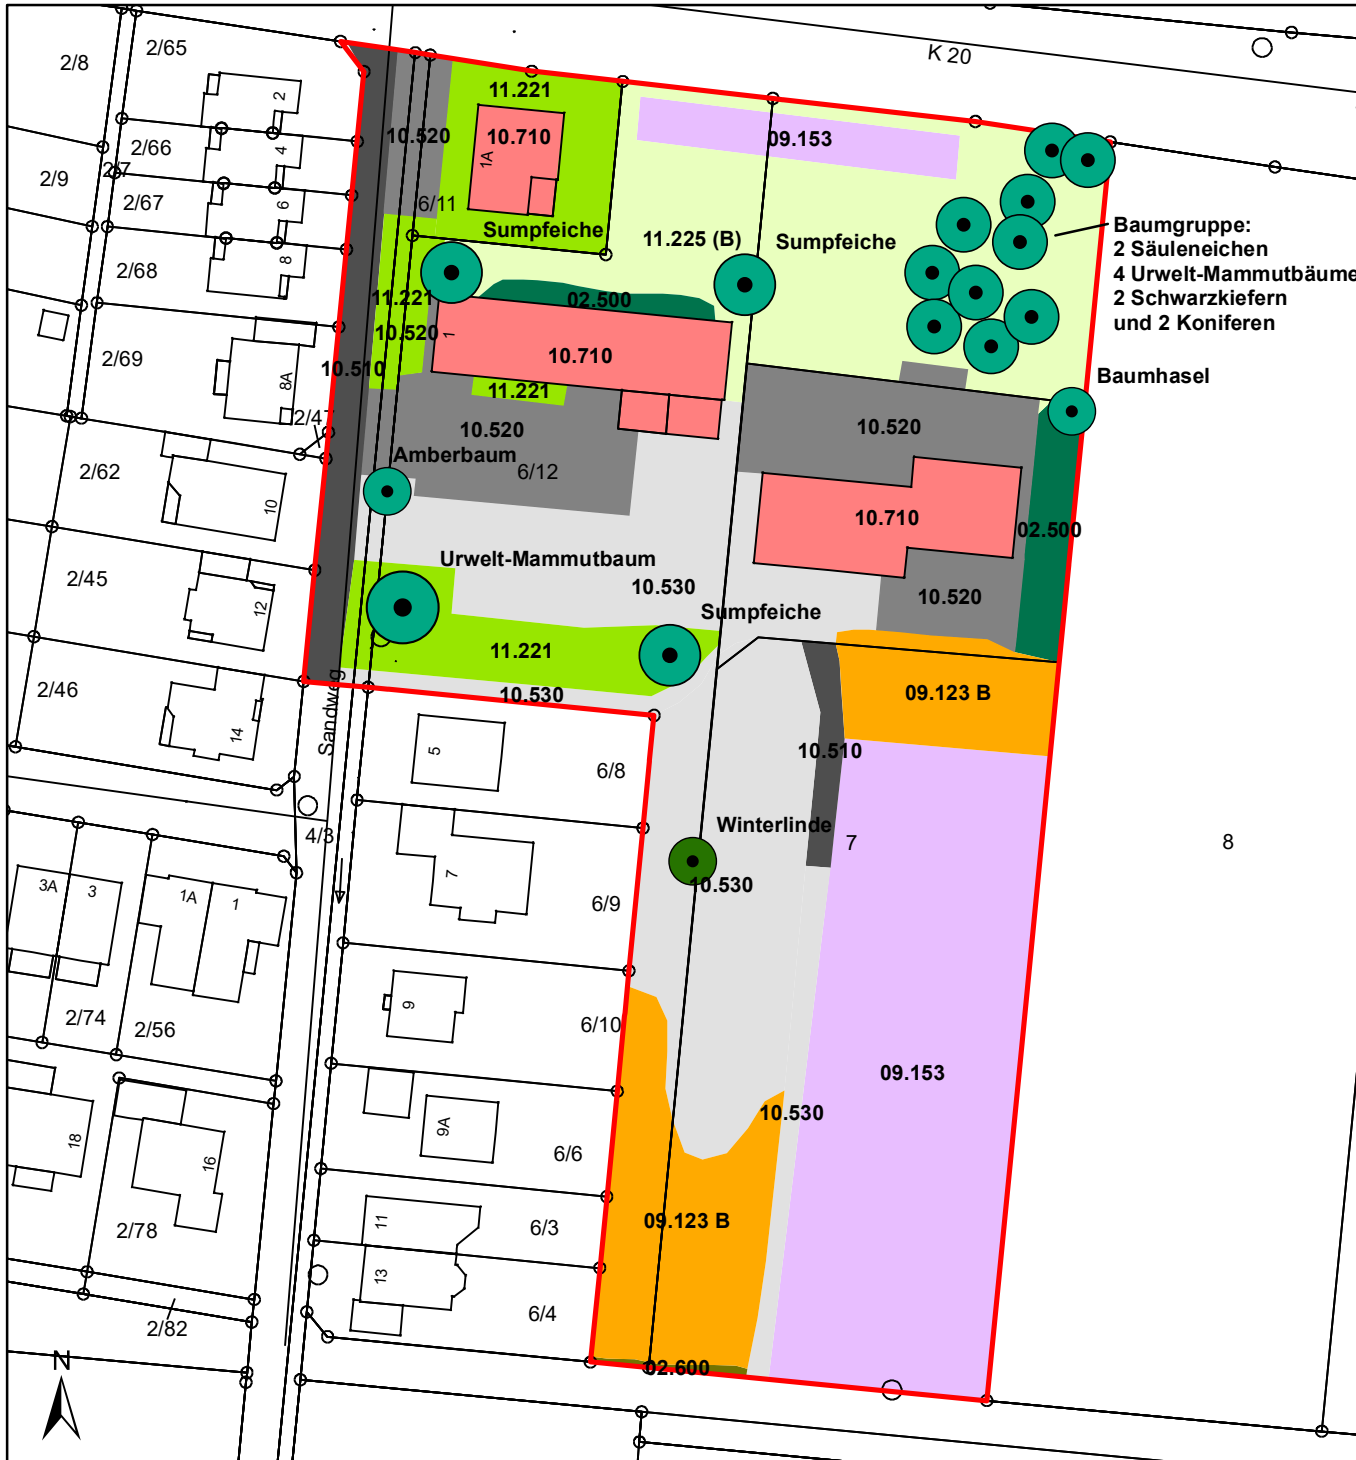 K 20
2/65
2/8
2
11.221
10.520
10.710
1A
09.153
2/66
4
2/7
2/9
2/67
6
6/11
Sumpfeiche
11.225 (B)
Sumpfeiche
Baumgruppe:
2 Säuleneichen
4 Urwelt-Mammutbäume
2 Schwarzkiefern
und 2 Koniferen
2/68
8
11.221
02.500
10.520
1
10.710
2/69
8A
10.510
11.221
Baumhasel
2/47
10.520
10.520
Amberbaum
6/12
2/62
10
10.710
02.500
Urwelt-Mammutbaum
10.530
2/45
12
10.520
Sumpfeiche
11.221
2/46
10.530
09.123 B
Sandweg
14
5
10.510
6/8
Winterlinde
4/3
7
8
3A
3
1A
1
7
10.530
6/9
9
6/10
2/74
2/56
09.153
10.530
18
9A
16
6/6
2/78
11
6/3
09.123 B
13
6/4
2/82
02.600
N